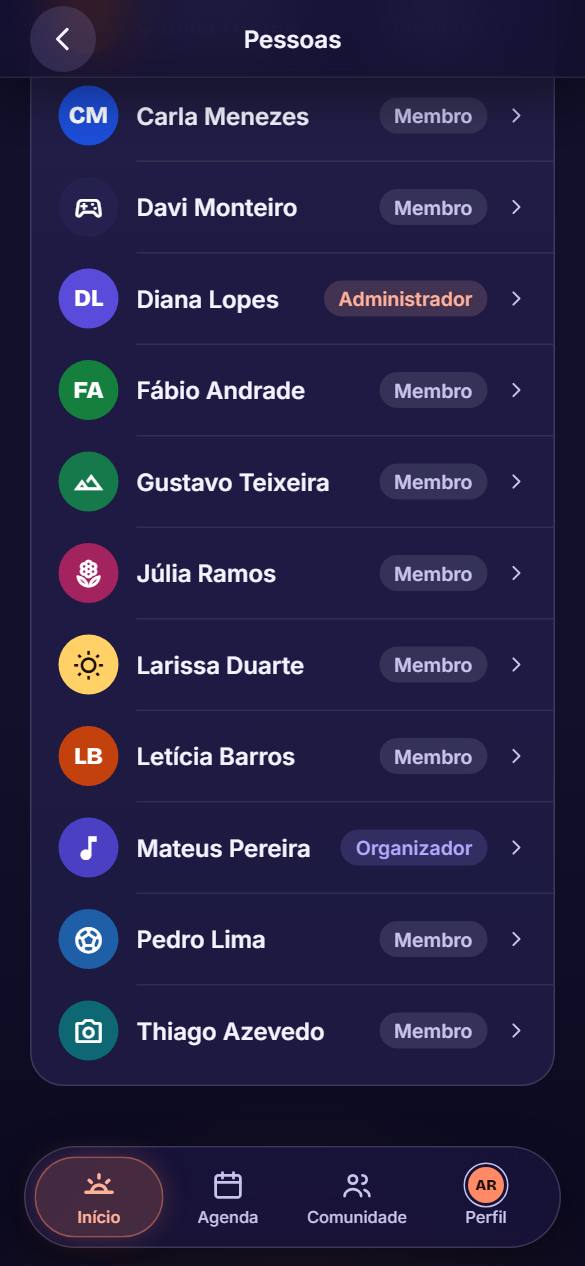 Pessoas
CM Carla Menezes Membro
Davi Monteiro Membro
DL Diana Lopes Administrador
FA Fábio Andrade Membro
Gustavo Teixeira Membro
Júlia Ramos Membro
Larissa Duarte Membro
LB Letícia Barros Membro
Mateus Pereira Organizador
Pedro Lima Membro
Thiago Azevedo Membro
AR
Início Agenda Comunidade Perfil